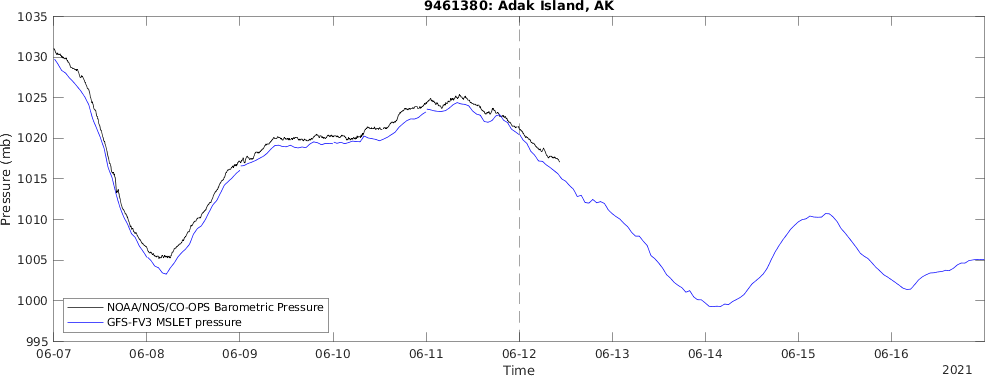 9461380: Adak Island, AK
Pressure (mb)
1035
1030
1025
1020
1015
1010
1005
1000
995
NOAA/NOS/CO-OPS Barometric Pressure
GFS-FV3 MSLET pressure
06-07 06-08 06-09 06-10 06-11 06-12 06-13 06-14 06-15 06-16
Time
2021